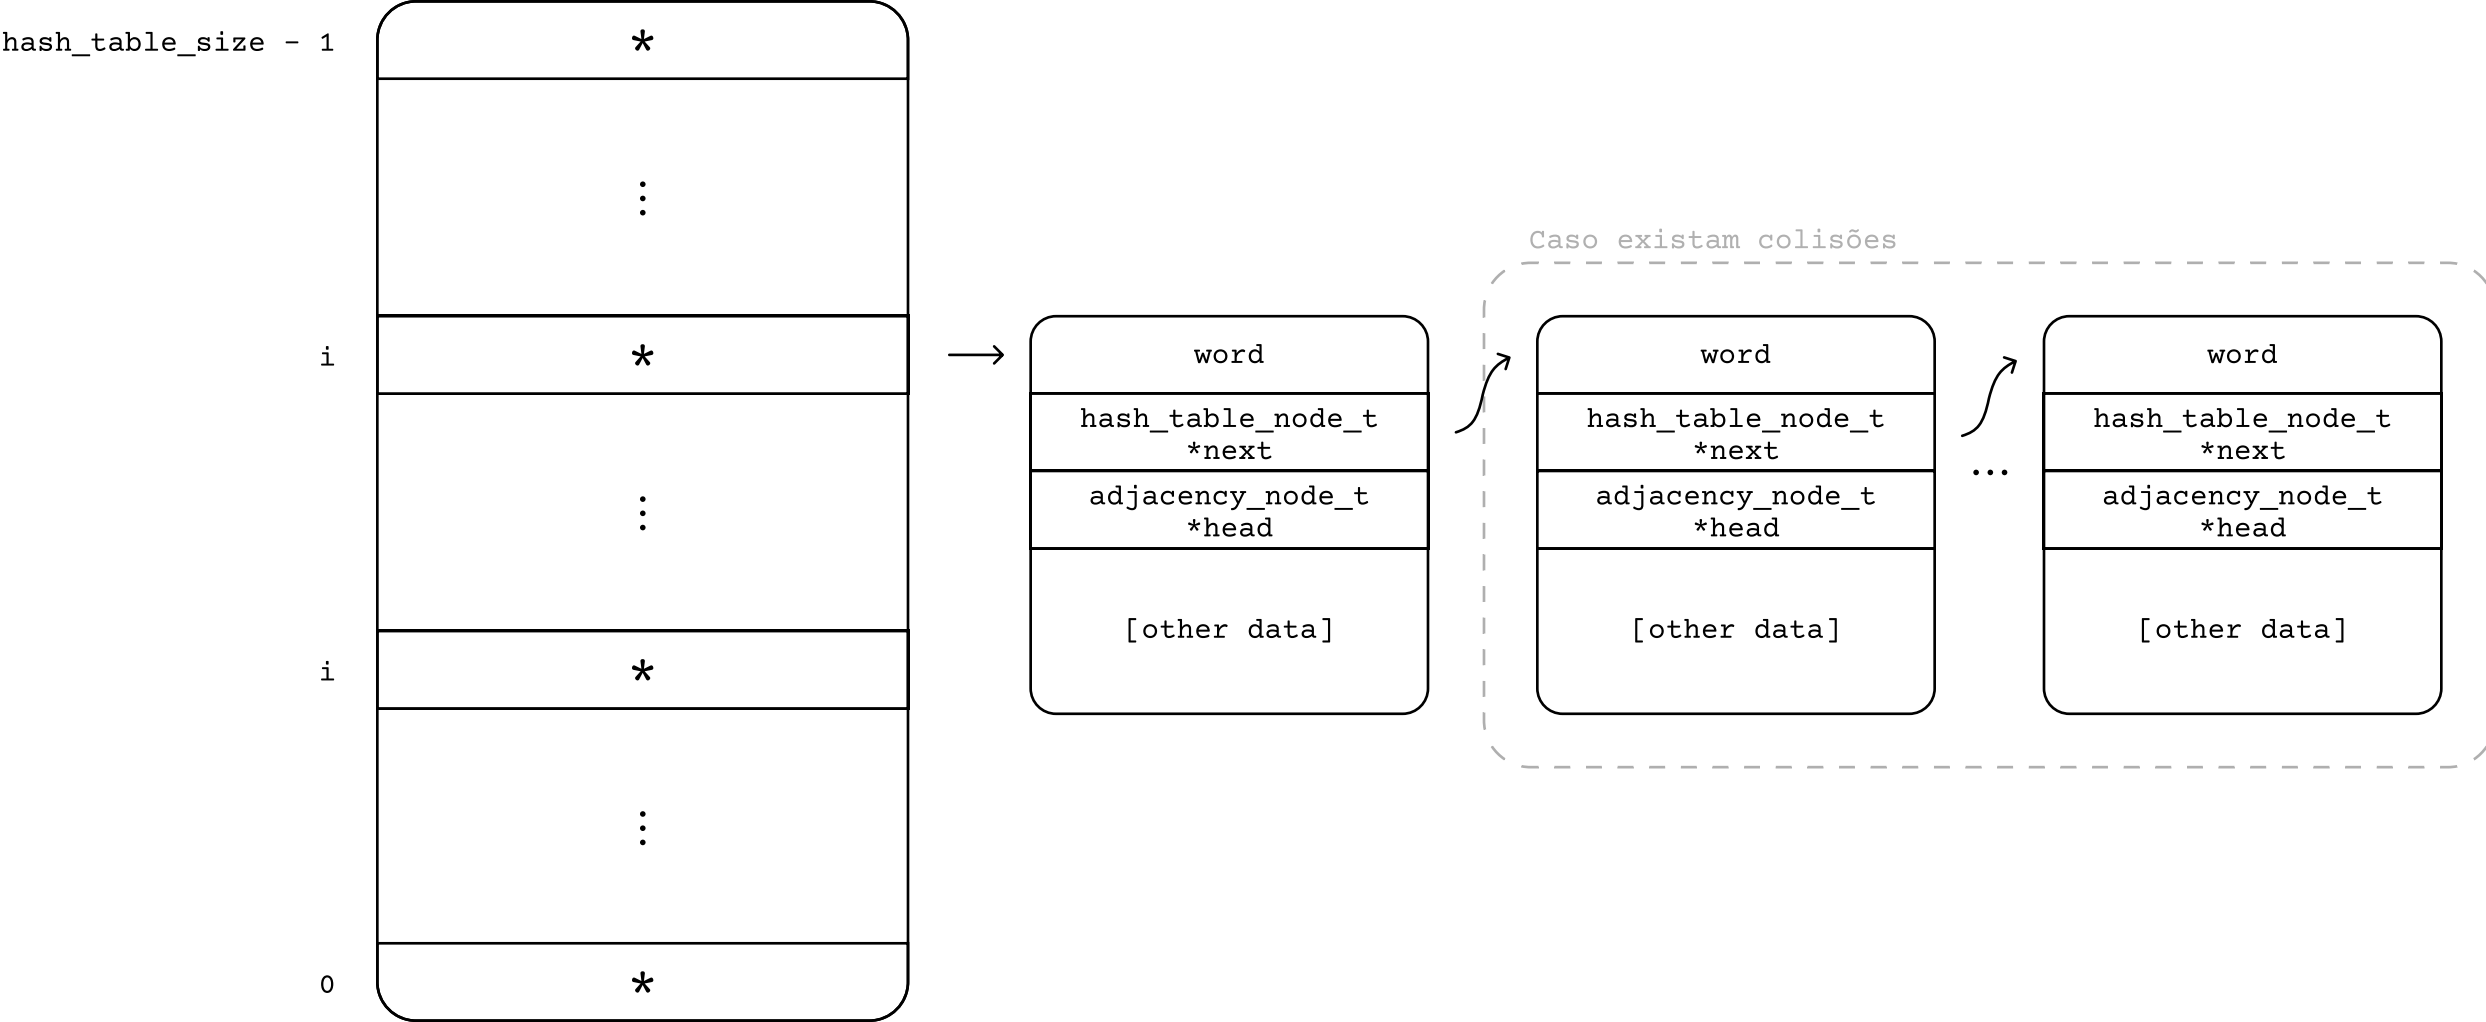 hash_table_size - 1
*
⋮
Caso existam colisões
i
*
word
hash_table_node_t
*next
adjacency_node_t
*head
[other data]
word
hash_table_node_t
*next
adjacency_node_t
*head
[other data]
...
word
hash_table_node_t
*next
adjacency_node_t
*head
[other data]
⋮
i
*
⋮
0
*